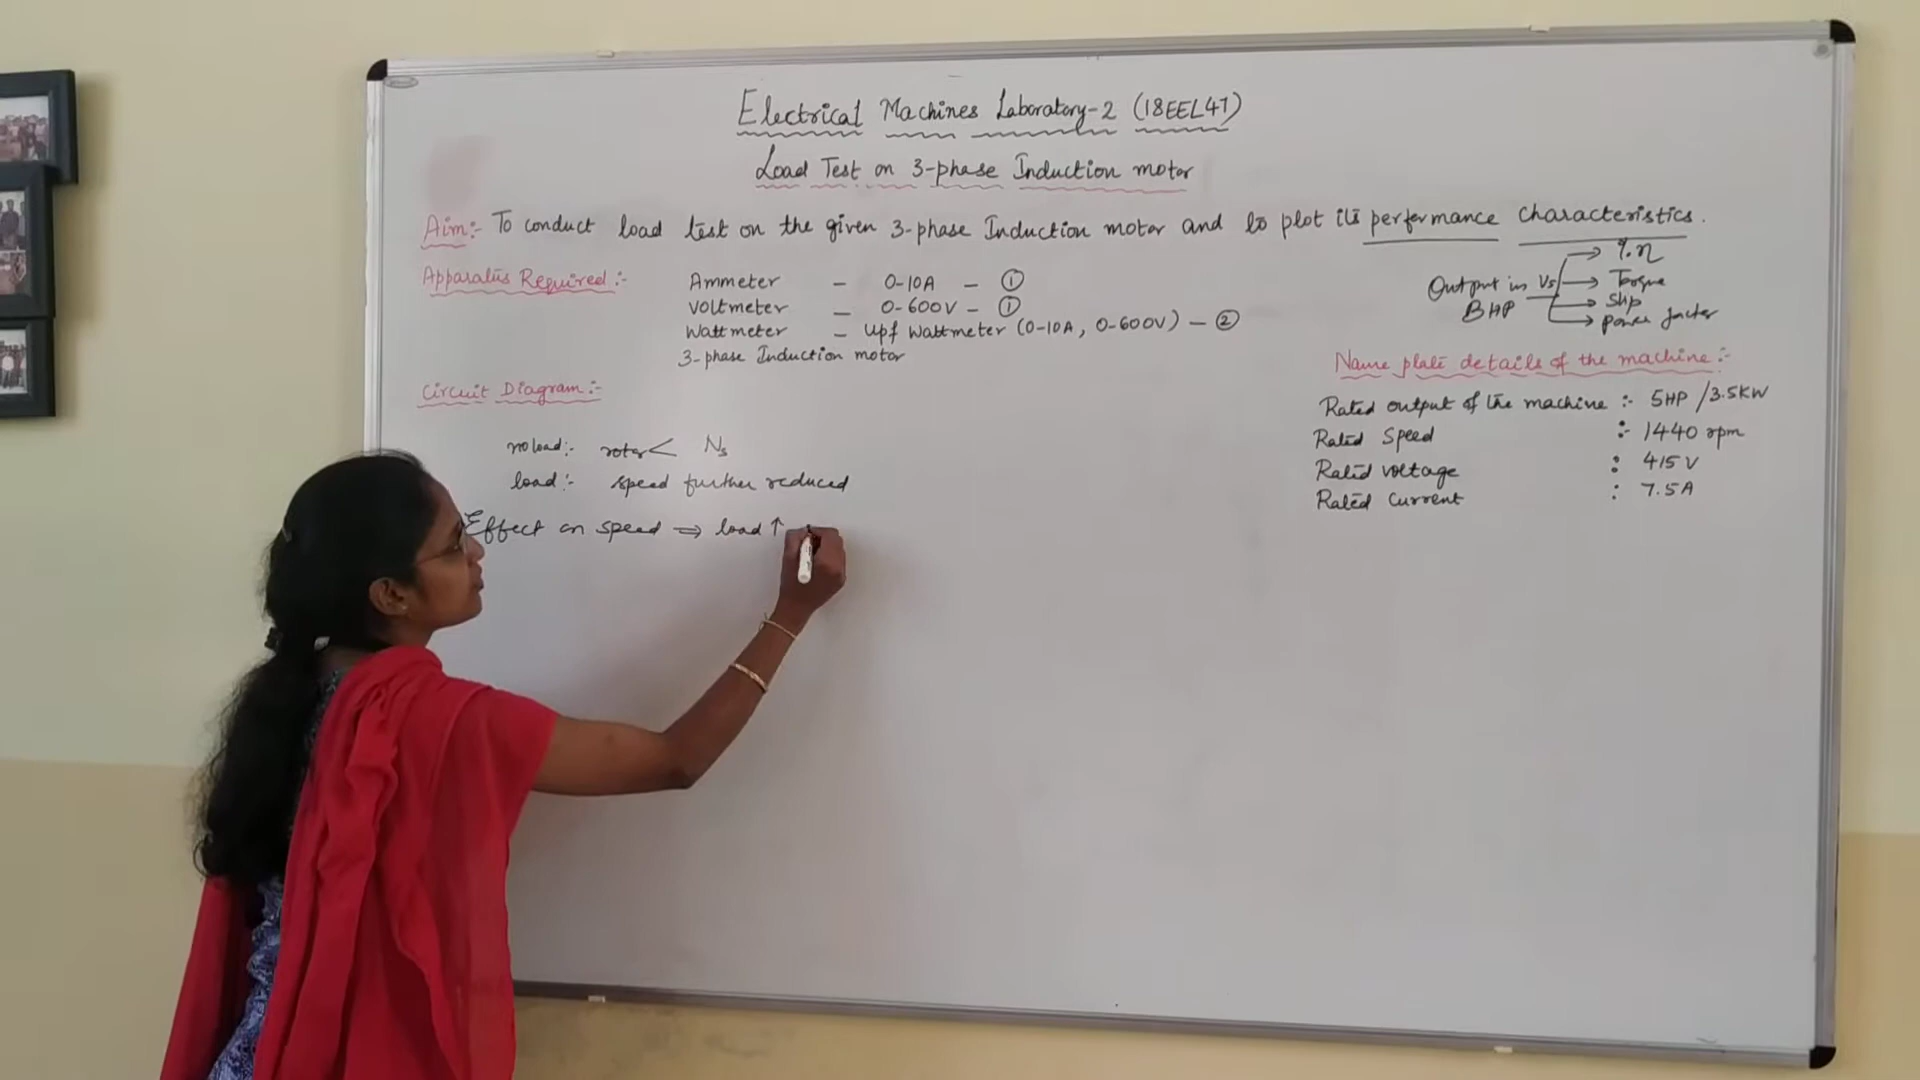 Electrical Machines Laboratory-2 (18EEL47)
Load Test on 3-phase Induction motor
Aim:- To conduct load test on the given 3-phase Induction motor and to plot its performance characteristics.
Apparatus Required:-
Ammeter - 0-10A - ①
Voltmeter - 0-600V - ①
Wattmeter - Upf Wattmeter (0-10A, 0-600V) - ②
3-phase Induction motor
Output in BHP Vs
→ %η
→ Torque
→ Slip
→ Power factor
Name plate details of the machine:-
Rated output of the machine :- 5HP /3.5KW
Rated Speed :- 1440 rpm
Rated voltage : 415 V
Rated Current : 7.5A
Circuit Diagram:-
no load:- rotor < Ns
load:- speed further reduced
Effect on speed ⇒ load ↑